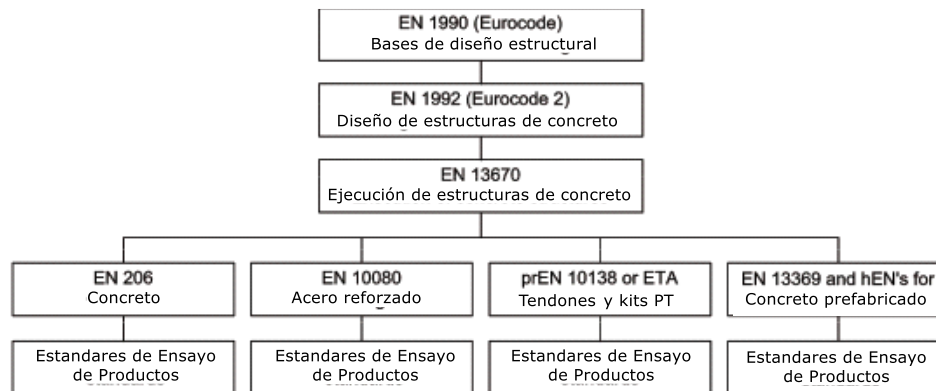 EN 1990 (Eurocode)
Bases de diseño estructural
EN 1992 (Eurocode 2)
Diseño de estructuras de concreto
EN 13670
Ejecución de estructuras de concreto
EN 206
Concreto
EN 10080
Acero reforzado
prEN 10138 or ETA
Tendones y kits PT
EN 13369 and hEN's for
Concreto prefabricado
Estandares de Ensayo
de Productos
Estandares de Ensayo
de Productos
Estandares de Ensayo
de Productos
Estandares de Ensayo
de Productos